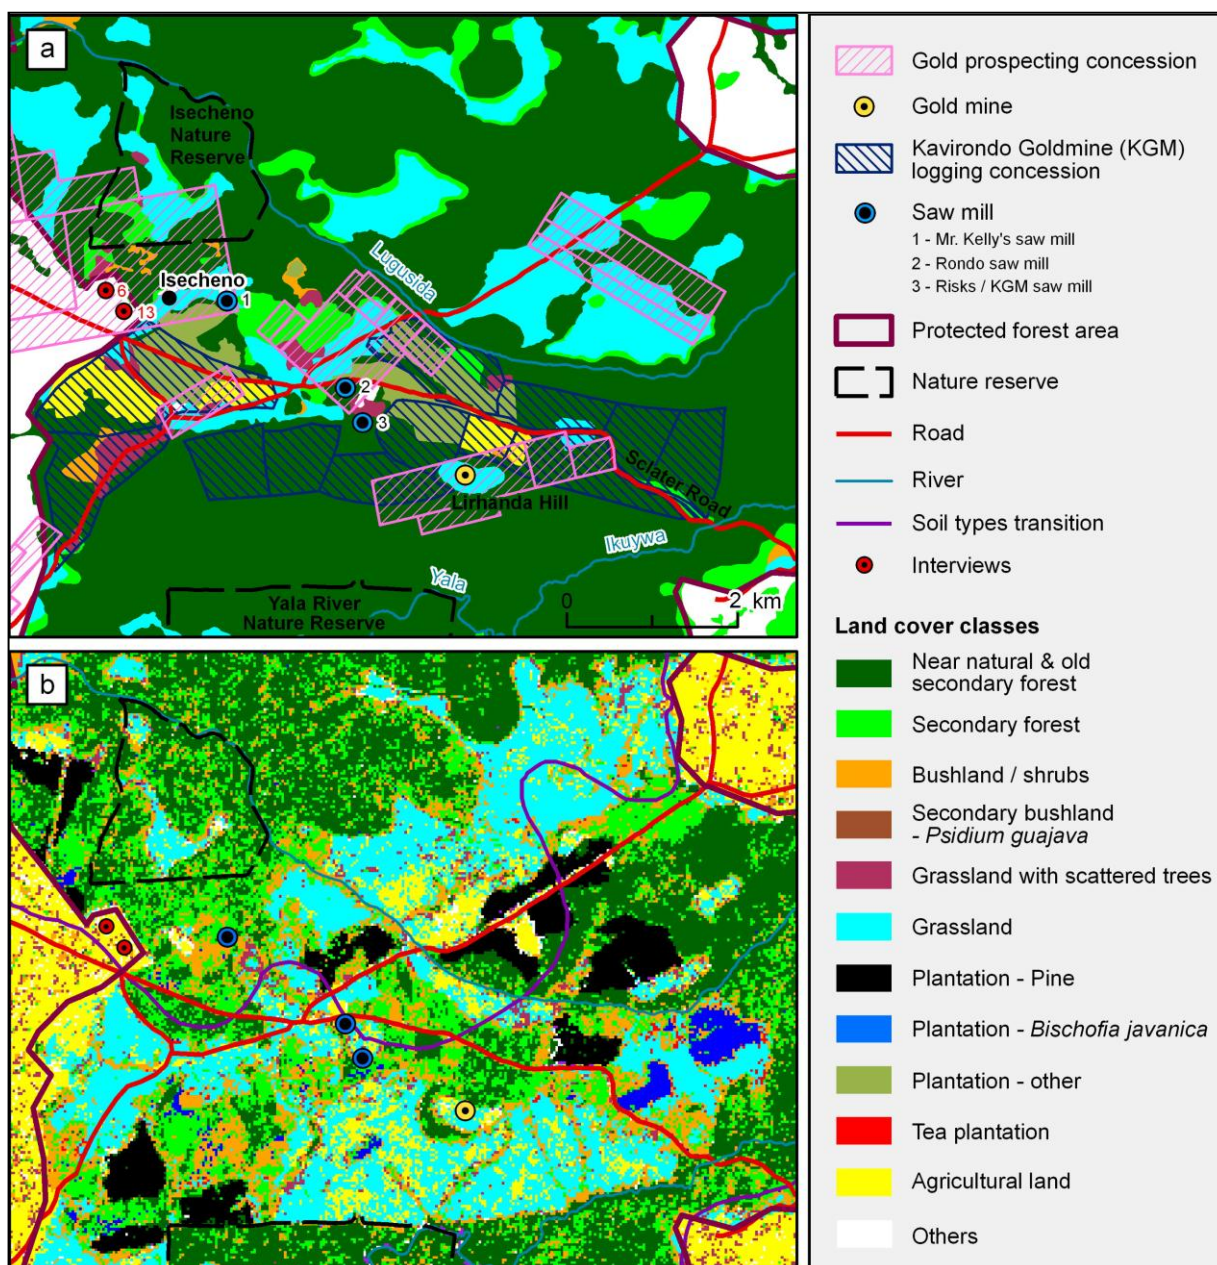 a
Isecheno
Nature
Reserve
Lugusida
Isecheno
6
13
1
2
3
Sclater Road
Lirhanda Hill
Ikuywa
Yala
Yala River
Nature Reserve
0 2 km
b
Gold prospecting concession
Gold mine
Kavirondo Goldmine (KGM)
logging concession
Saw mill
1 - Mr. Kelly's saw mill
2 - Rondo saw mill
3 - Risks / KGM saw mill
Protected forest area
Nature reserve
Road
River
Soil types transition
Interviews
Land cover classes
Near natural & old
secondary forest
Secondary forest
Bushland / shrubs
Secondary bushland
- Psidium guajava
Grassland with scattered trees
Grassland
Plantation - Pine
Plantation - Bischofia javanica
Plantation - other
Tea plantation
Agricultural land
Others